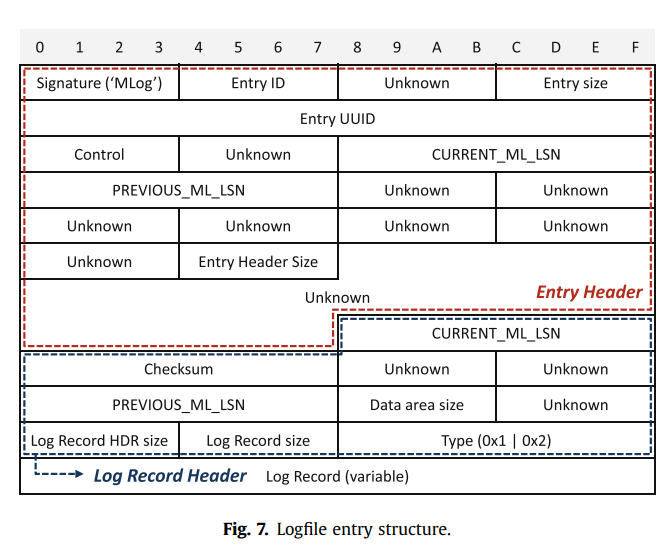 0 1 2 3 4 5 6 7 8 9 A B C D E F
Signature (‘MLog’) Entry ID Unknown Entry size
Entry UUID
Control Unknown CURRENT_ML_LSN
PREVIOUS_ML_LSN Unknown Unknown
Unknown Unknown Unknown Unknown
Unknown Entry Header Size
Unknown Entry Header
CURRENT_ML_LSN
Checksum Unknown Unknown
PREVIOUS_ML_LSN Data area size Unknown
Log Record HDR size Log Record size Type (0x1 | 0x2)
Log Record Header Log Record (variable)
Fig. 7. Logfile entry structure.